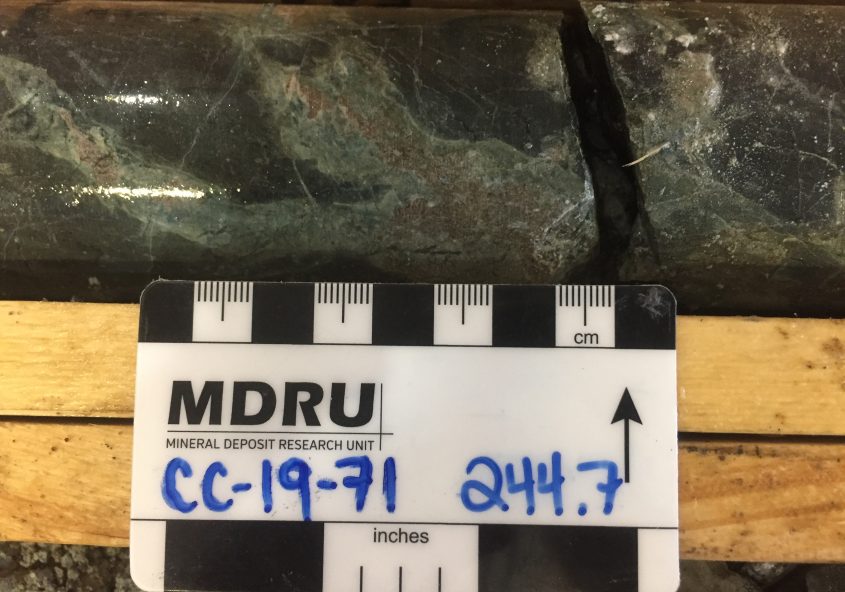 cm
MDRU
MINERAL DEPOSIT RESEARCH UNIT
CC-19-71 244.7
inches